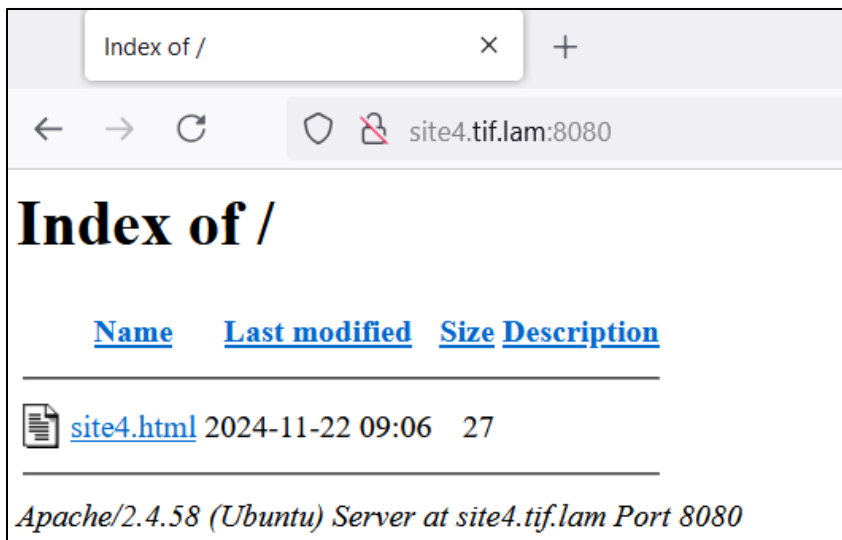 Index of /
site4.tif.lam:8080
Index of /
Name Last modified Size Description
site4.html 2024-11-22 09:06 27
Apache/2.4.58 (Ubuntu) Server at site4.tif.lam Port 8080